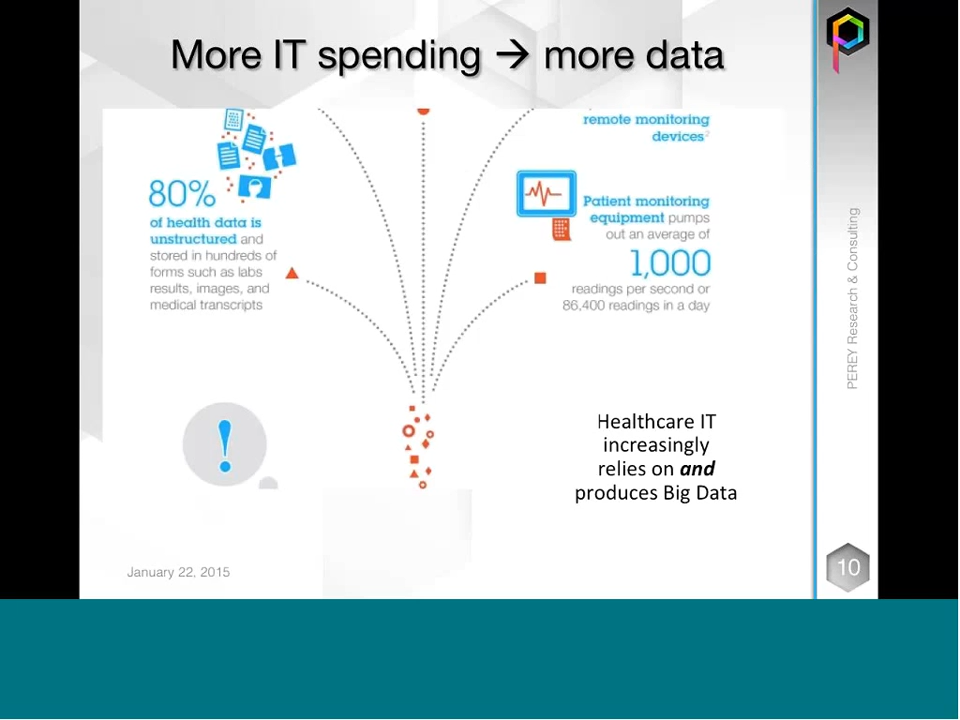 More IT spending → more data
80%
of health data is
unstructured and
stored in hundreds of
forms such as labs
results, images, and
medical transcripts
remote monitoring
devices²
Patient monitoring
equipment pumps
out an average of
1,000
readings per second or
86,400 readings in a day
!
Healthcare IT
increasingly
relies on and
produces Big Data
January 22, 2015
PEREY Research & Consulting
10